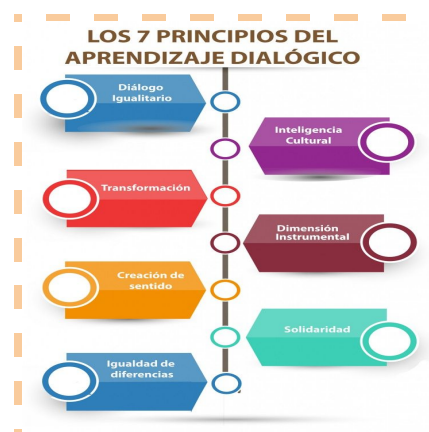 LOS 7 PRINCIPIOS DEL
APRENDIZAJE DIALÓGICO
Diálogo
Igualitario
Inteligencia
Cultural
Transformación
Dimensión
Instrumental
Creación de
sentido
Solidaridad
Igualdad de
diferencias